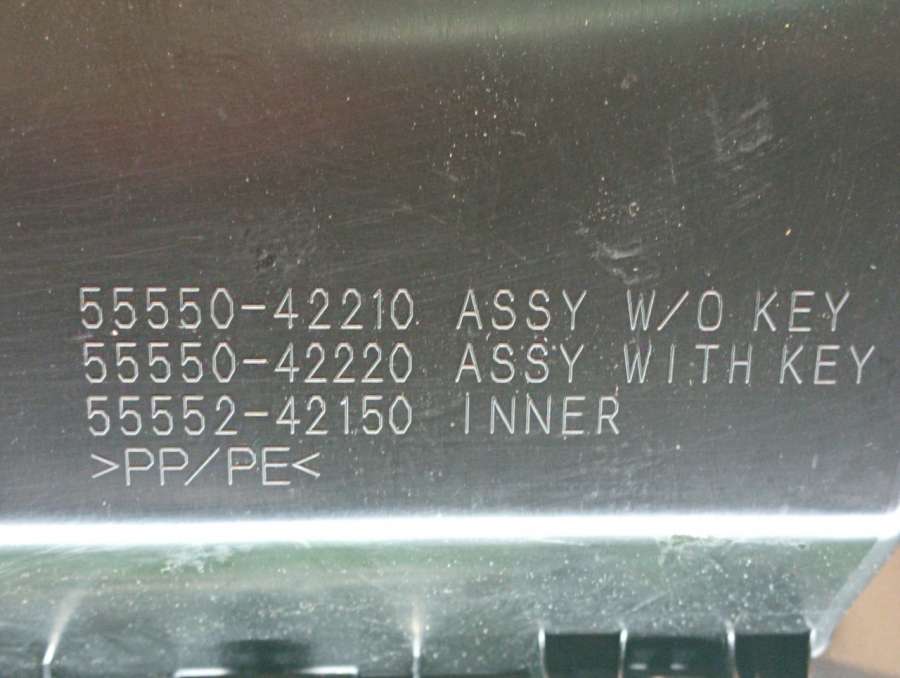 55550-42210 ASSY W/O KEY
55550-42220 ASSY WITH KEY
55552-42150 INNER
>PP/PE<